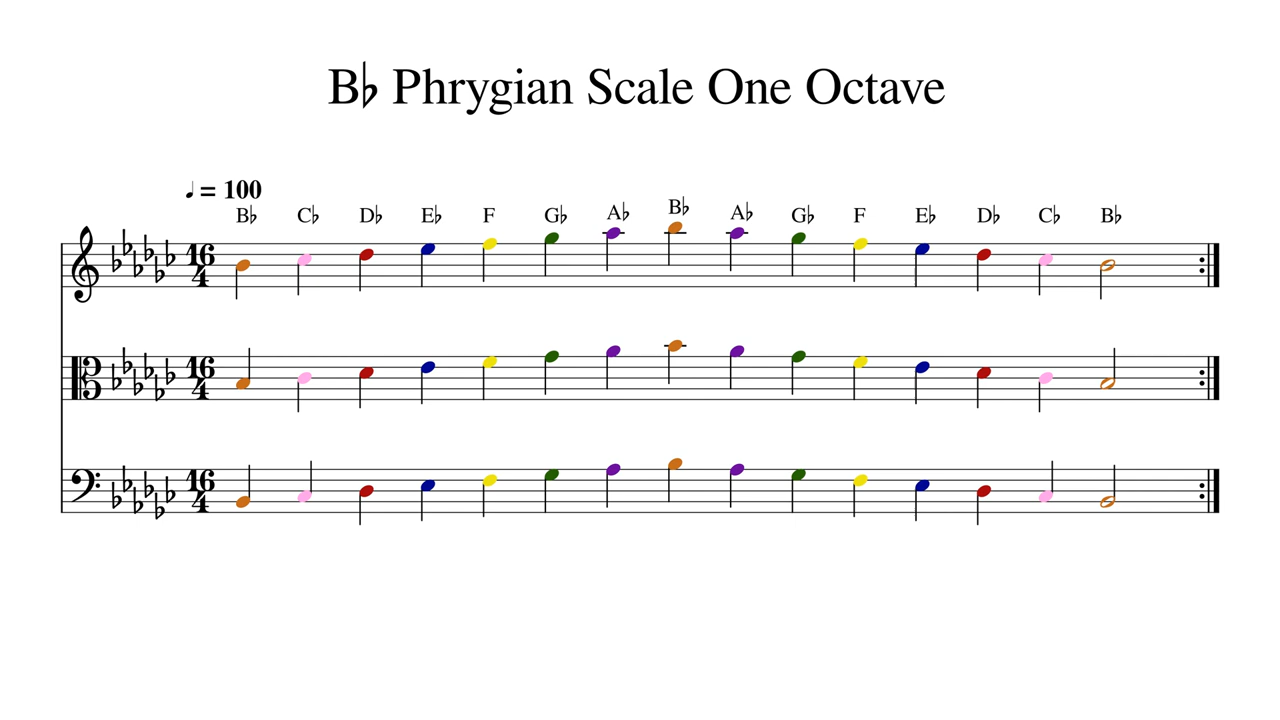 B♭ Phrygian Scale One Octave
♩ = 100
B♭ C♭ D♭ E♭ F G♭ A♭ B♭ A♭ G♭ F E♭ D♭ C♭ B♭
16
4
16
4
16
4